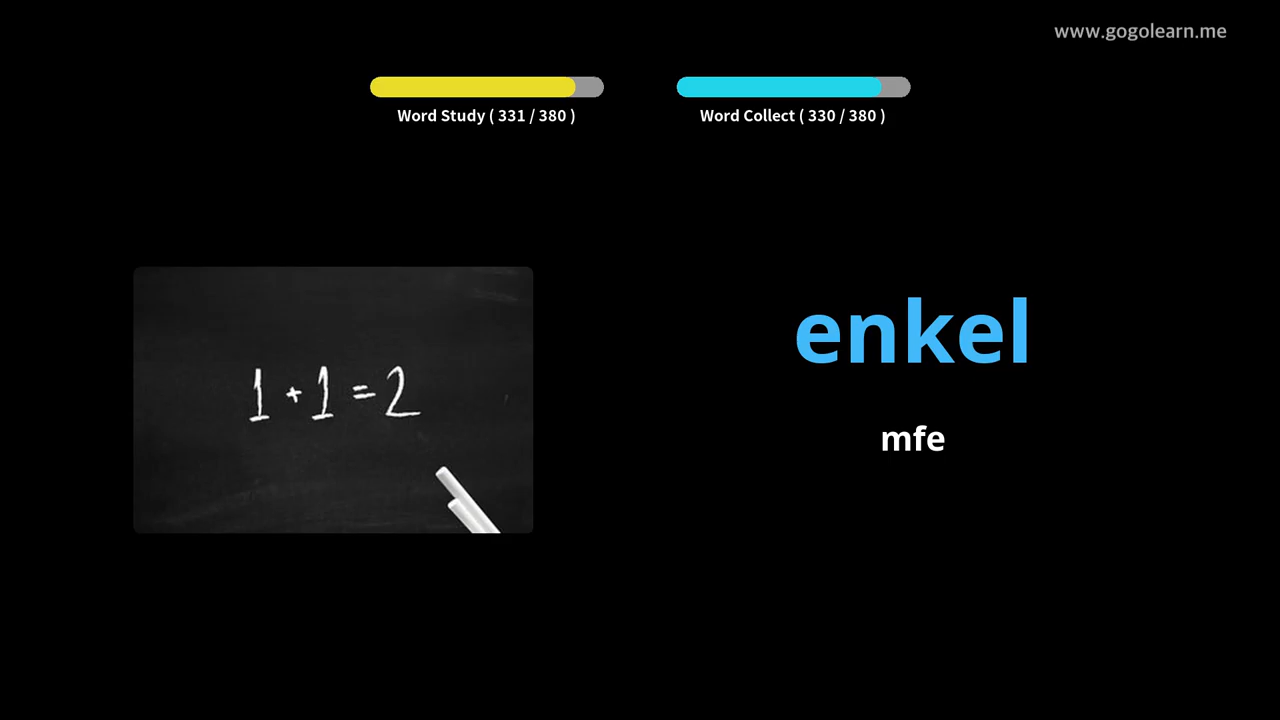 www.gogolearn.me
Word Study ( 331 / 380 )
Word Collect ( 330 / 380 )
1 + 1 = 2
enkel
mfe